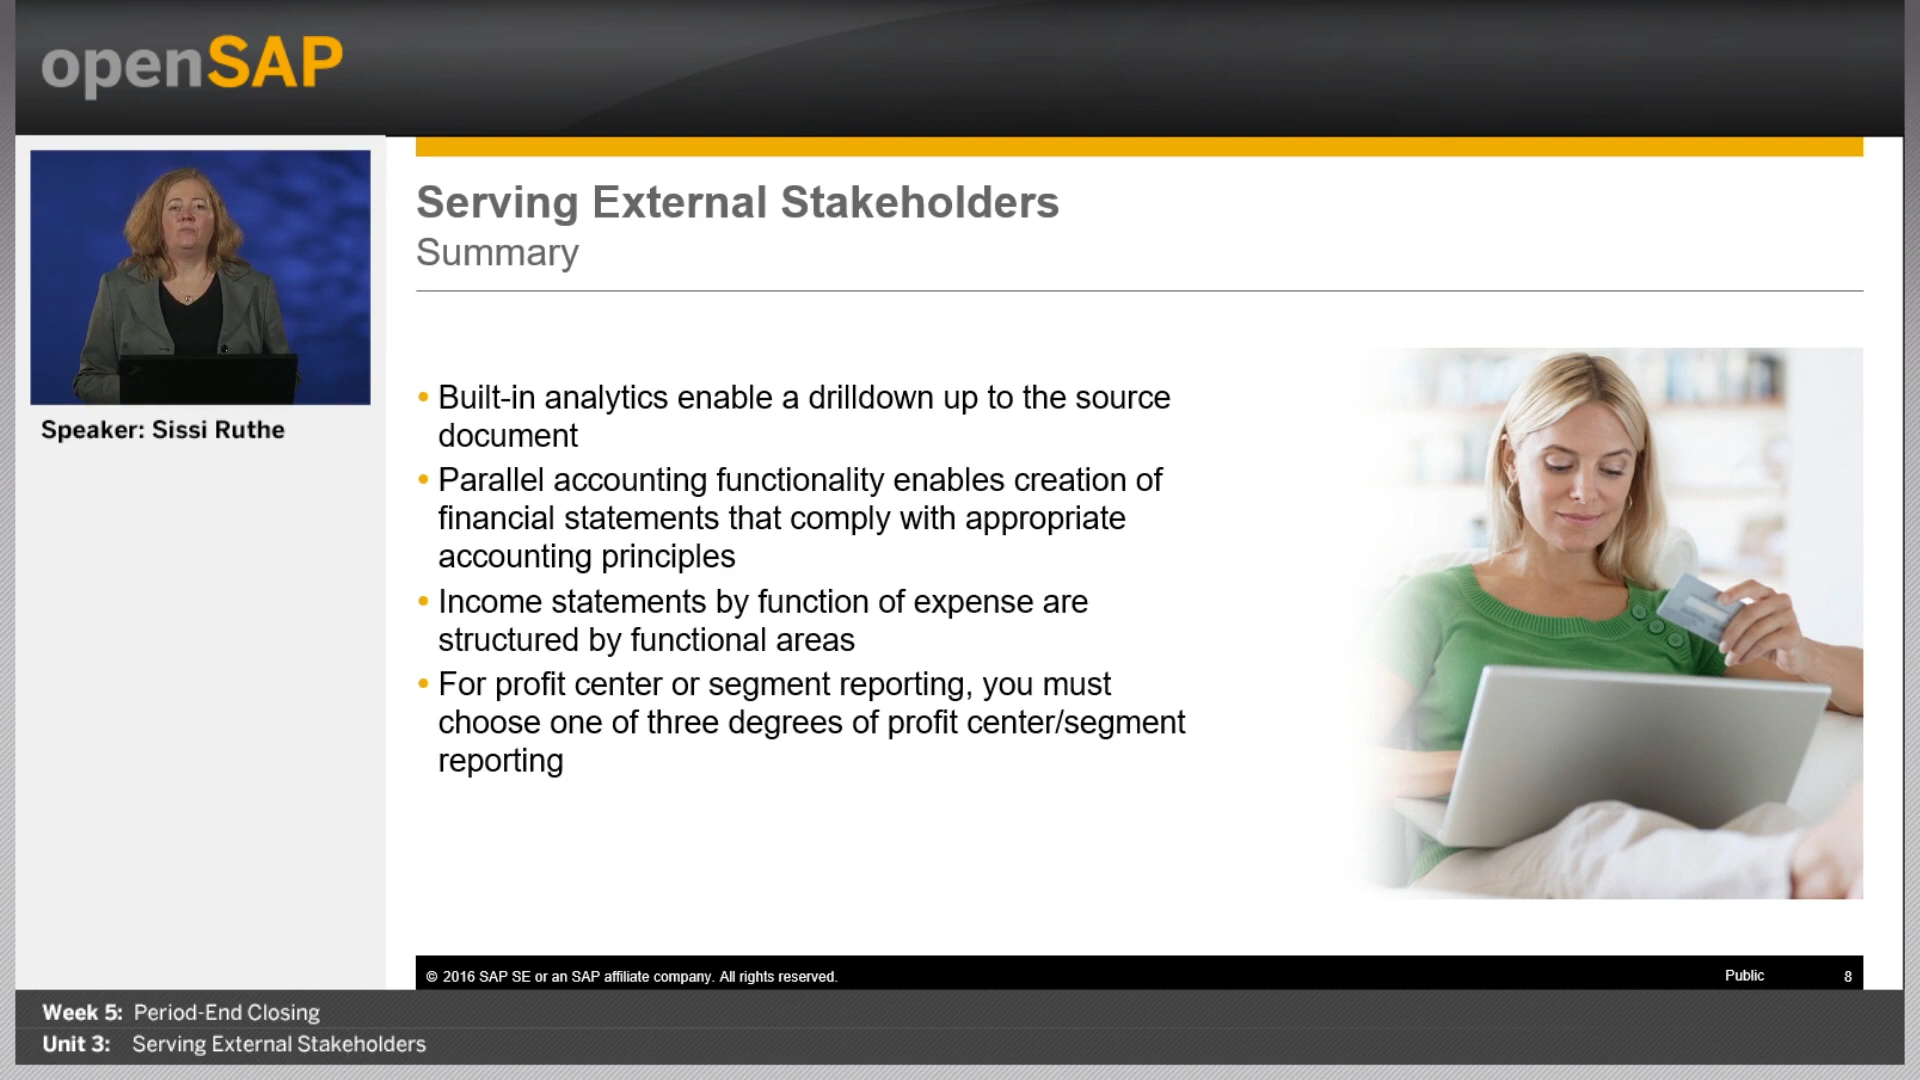 openSAP
Speaker: Sissi Ruthe
Serving External Stakeholders
Summary
• Built-in analytics enable a drilldown up to the source
document
• Parallel accounting functionality enables creation of
financial statements that comply with appropriate
accounting principles
• Income statements by function of expense are
structured by functional areas
• For profit center or segment reporting, you must
choose one of three degrees of profit center/segment
reporting
© 2016 SAP SE or an SAP affiliate company. All rights reserved. Public 8
Week 5: Period-End Closing
Unit 3: Serving External Stakeholders